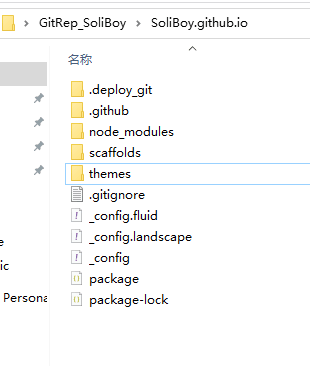 GitRep_SoliBoy > SoliBoy.github.io
名称
.deploy_git
.github
node_modules
scaffolds
themes
.gitignore
_config.fluid
_config.landscape
_config
ic
package
Persona
package-lock